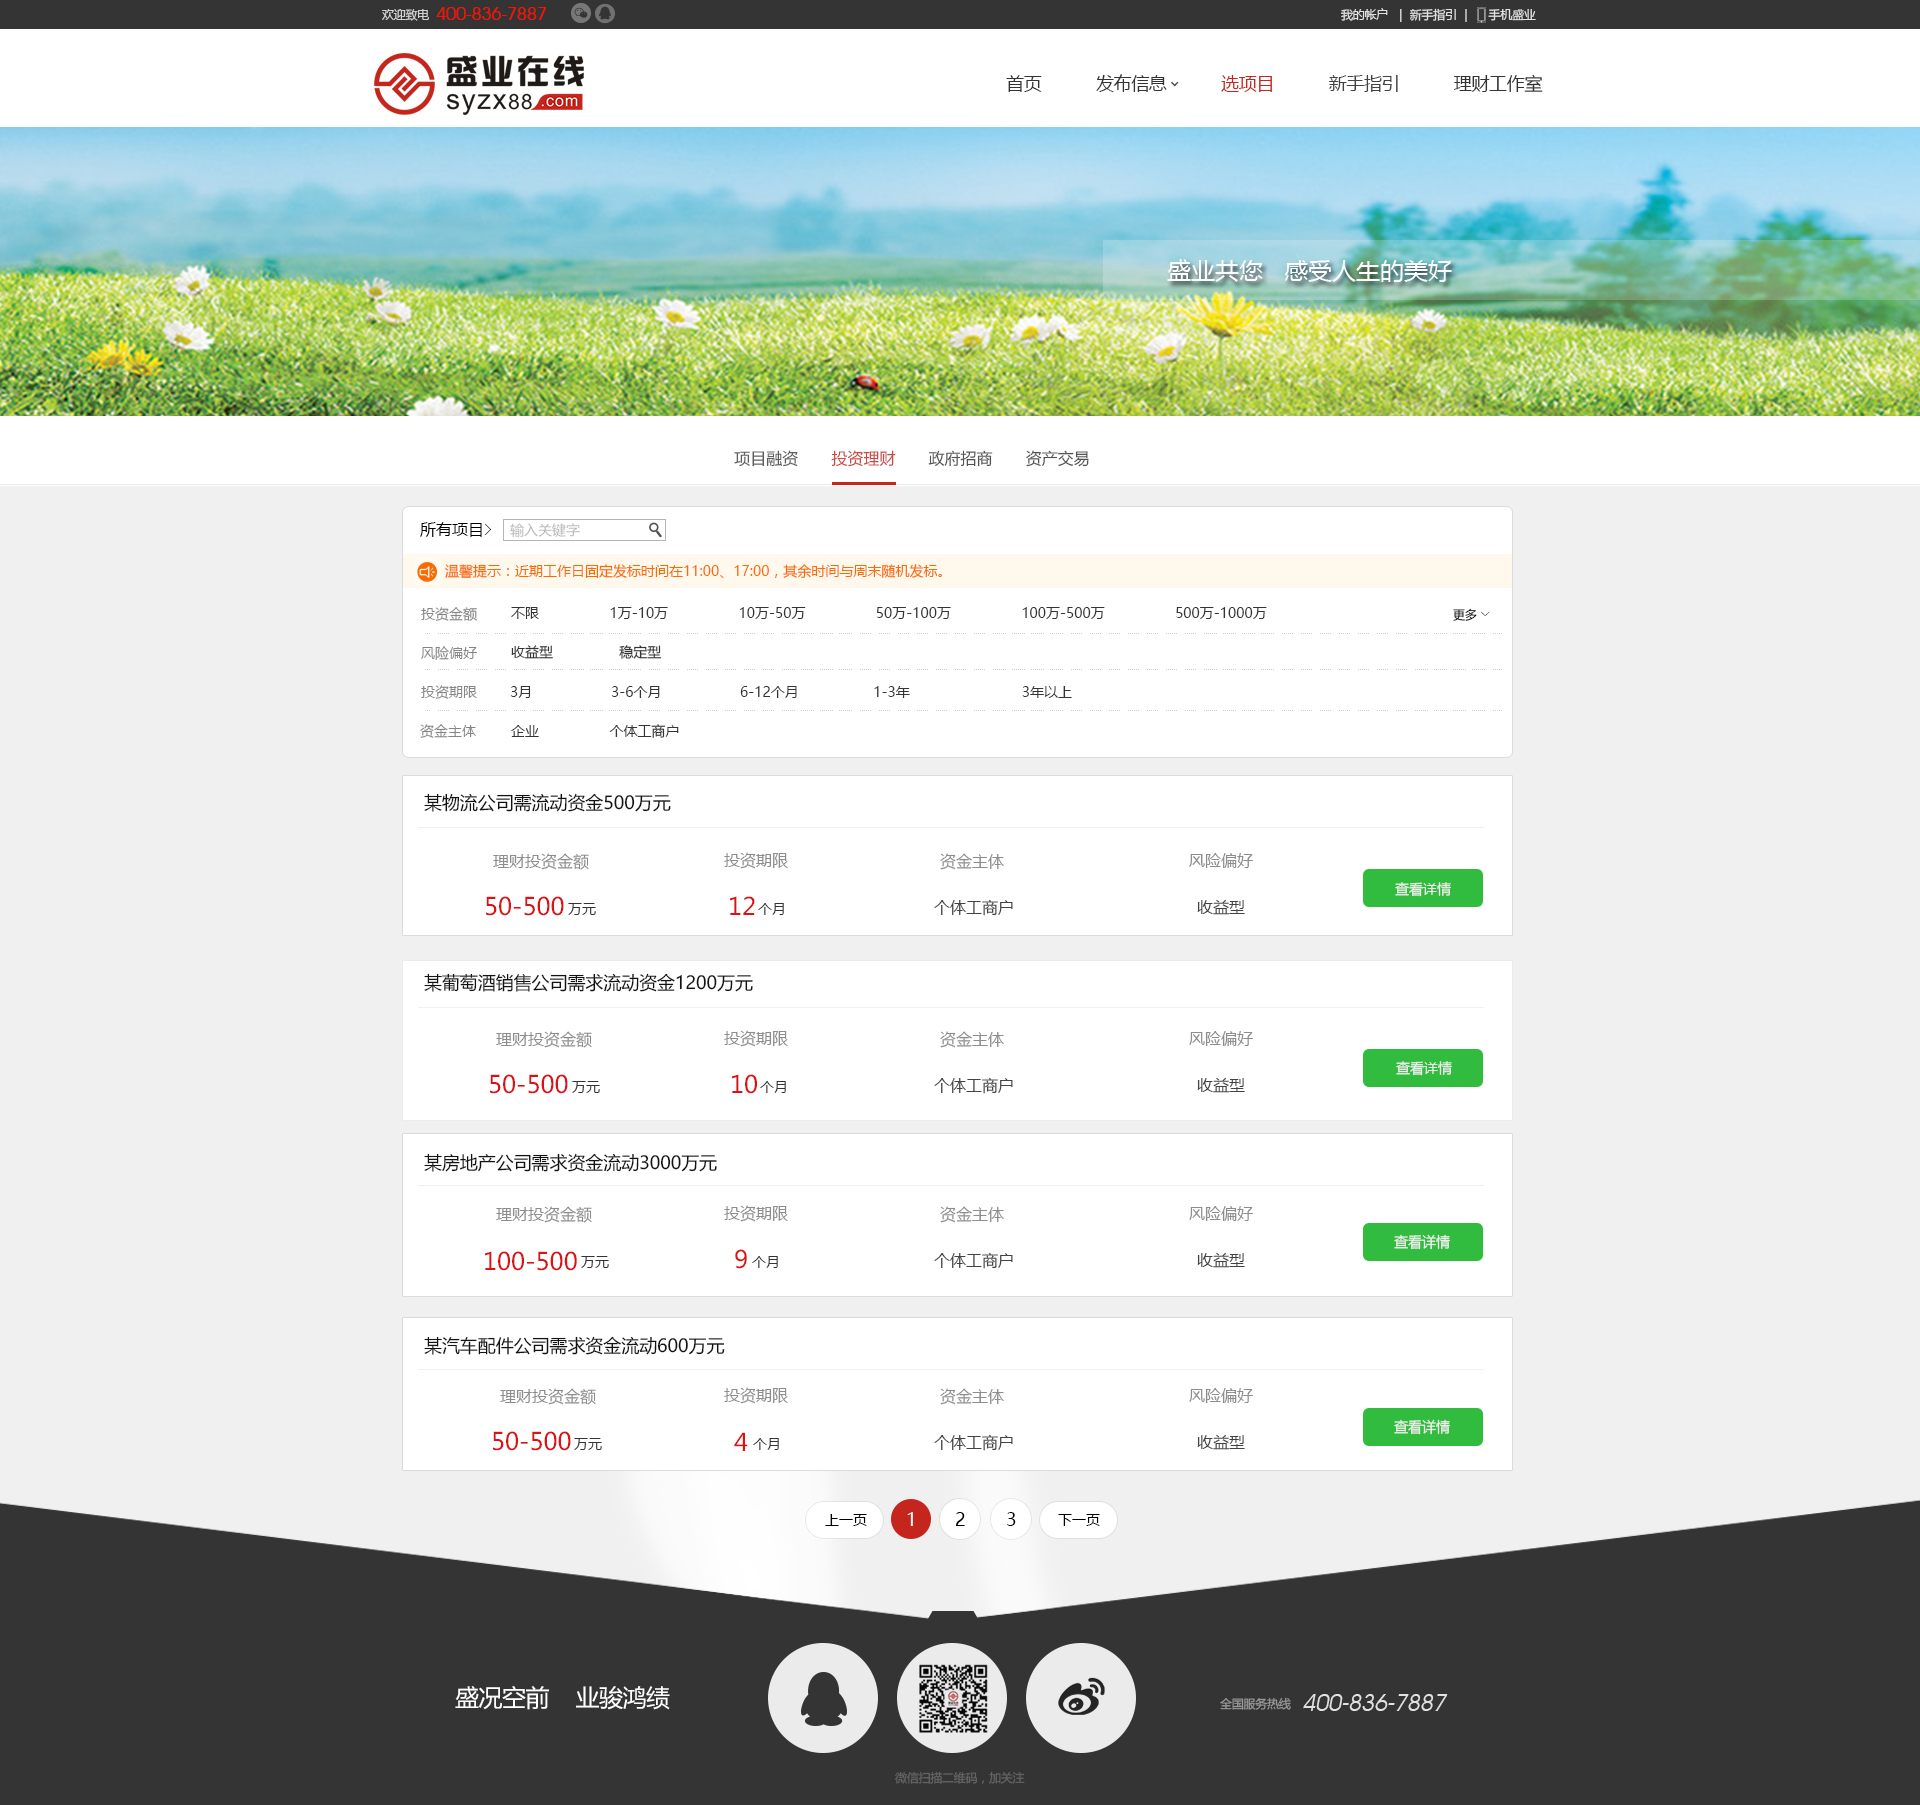 欢迎致电 400-836-7887
我的帐户 | 新手指引 | 手机盛业
盛业在线
syzx88.com
首页 发布信息 选项目 新手指引 理财工作室
盛业共您 感受人生的美好
项目融资 投资理财 政府招商 资产交易
所有项目 输入关键字
温馨提示：近期工作日固定发标时间在11:00、17:00，其余时间与周末随机发标。
投资金额 不限 1万-10万 10万-50万 50万-100万 100万-500万 500万-1000万 更多
风险偏好 收益型 稳定型
投资期限 3月 3-6个月 6-12个月 1-3年 3年以上
资金主体 企业 个体工商户
某物流公司需流动资金500万元
理财投资金额 投资期限 资金主体 风险偏好
50-500万元 12个月 个体工商户 收益型 查看详情
某葡萄酒销售公司需求流动资金1200万元
理财投资金额 投资期限 资金主体 风险偏好
50-500万元 10个月 个体工商户 收益型 查看详情
某房地产公司需求资金流动3000万元
理财投资金额 投资期限 资金主体 风险偏好
100-500万元 9个月 个体工商户 收益型 查看详情
某汽车配件公司需求资金流动600万元
理财投资金额 投资期限 资金主体 风险偏好
50-500万元 4个月 个体工商户 收益型 查看详情
上一页 1 2 3 下一页
盛况空前 业骏鸿绩
全国服务热线 400-836-7887
微信扫描二维码，加关注